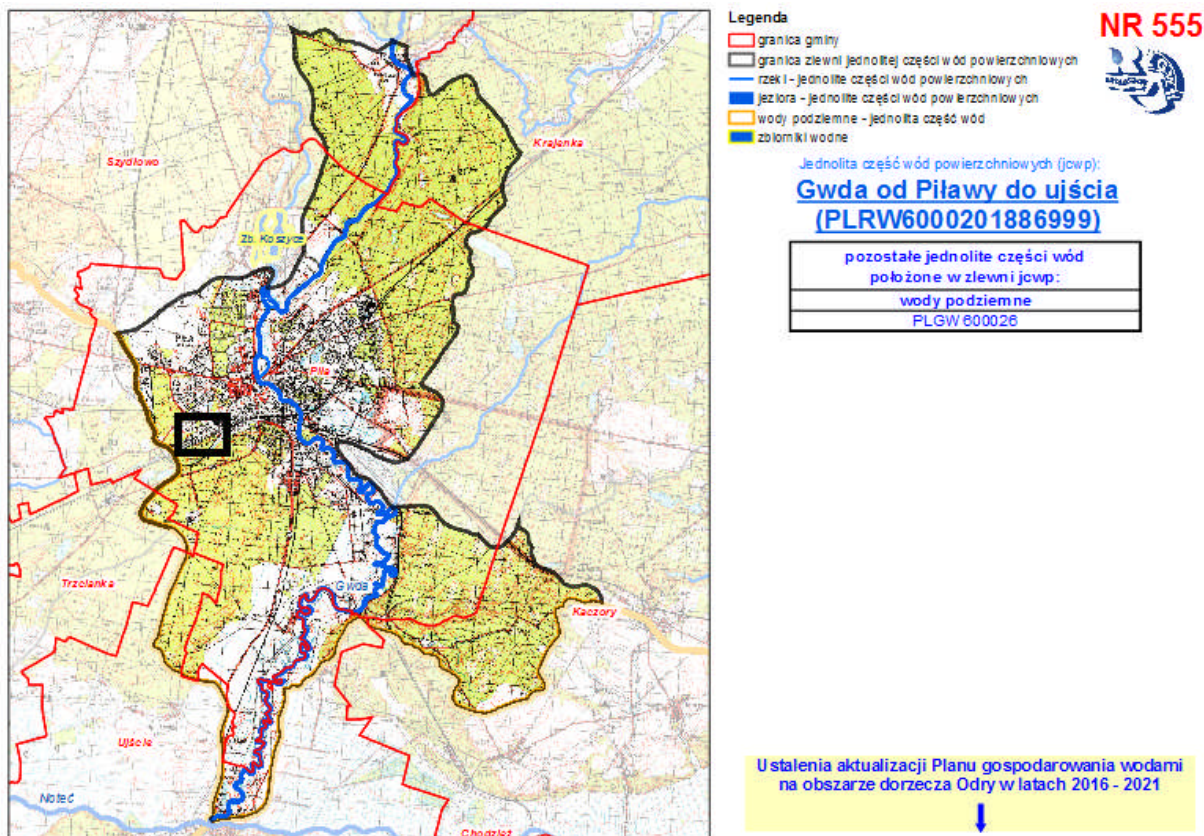 Legenda
granica gminy
granica zlewni jednolitej części wód powierzchniowych
rzeki - jednolite części wód powierzchniowych
jeziora - jednolite części wód powierzchniowych
wody podziemne - jednolita część wód
zbiorniki wodne
NR 555
Jednolita część wód powierzchniowych (jcwp):
Gwda od Piławy do ujścia
(PLRW6000201886999)
pozostałe jednolite części wód
położone w zlewni jcwp:
wody podziemne
PLGW600026
Szydłowo
Krajenka
Zb. Koszyce
Piła
Trzcianka
Gwda
Kaczory
Ujście
Noteć
Chodzież
Ustalenia aktualizacji Planu gospodarowania wodami
na obszarze dorzecza Odry w latach 2016 - 2021